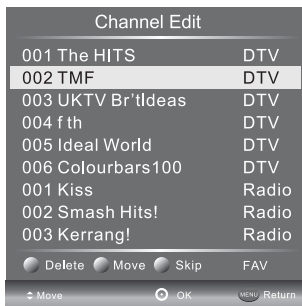 Channel Edit
001 The HITS DTV
002 TMF DTV
003 UKTV Br'tIdeas DTV
004 f th DTV
005 Ideal World DTV
006 Colourbars100 DTV
001 Kiss Radio
002 Smash Hits! Radio
003 Kerrang! Radio
Delete Move Skip FAV
Move OK MENU Return